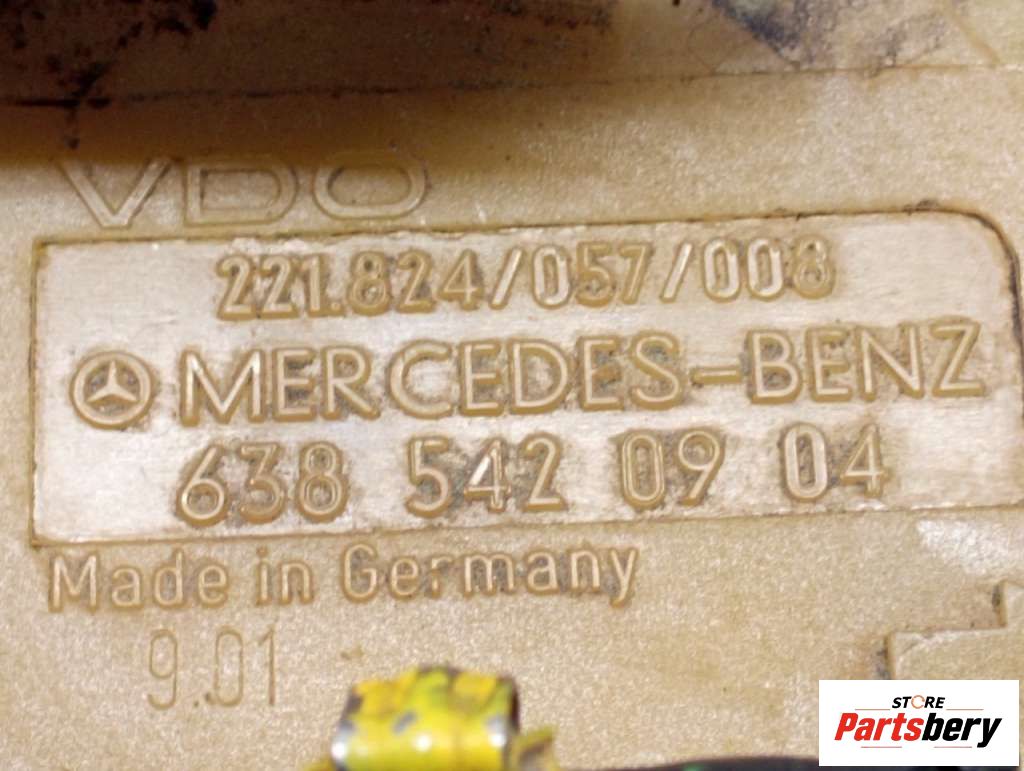 VDO
221.824/057/008
MERCEDES-BENZ
638 542 09 04
Made in Germany
9.01
STORE
Partsbery